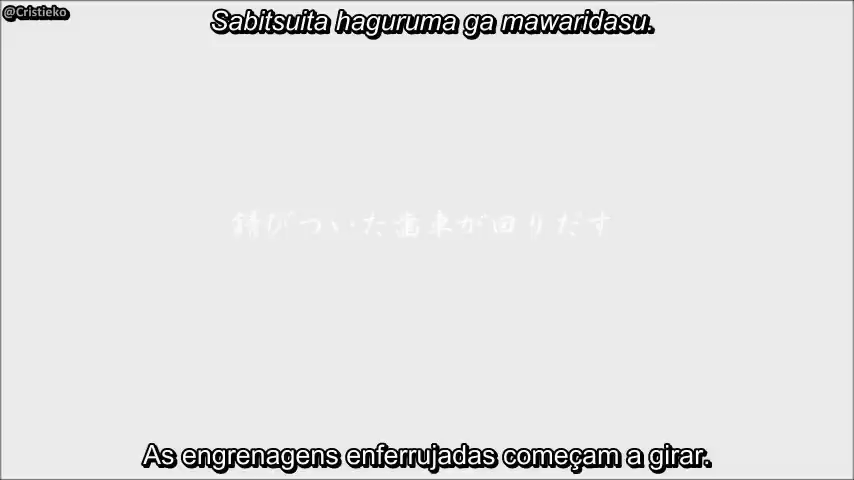 @Cristieko
Sabitsuita haguruma ga mawaridasu.
錆びついた歯車が回りだす
As engrenagens enferrujadas começam a girar.